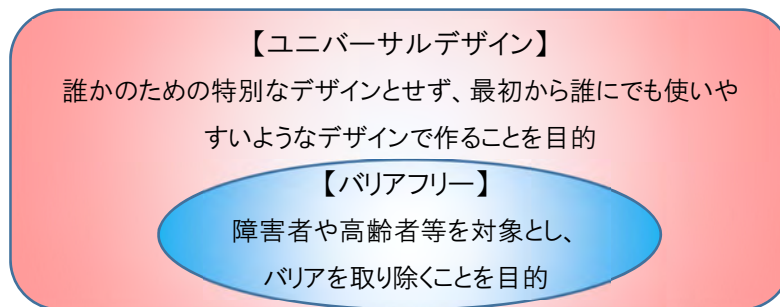 【ユニバーサルデザイン】
誰かのための特別なデザインとせず、最初から誰にでも使いや
すいようなデザインで作ることを目的
【バリアフリー】
障害者や高齢者等を対象とし、
バリアを取り除くことを目的